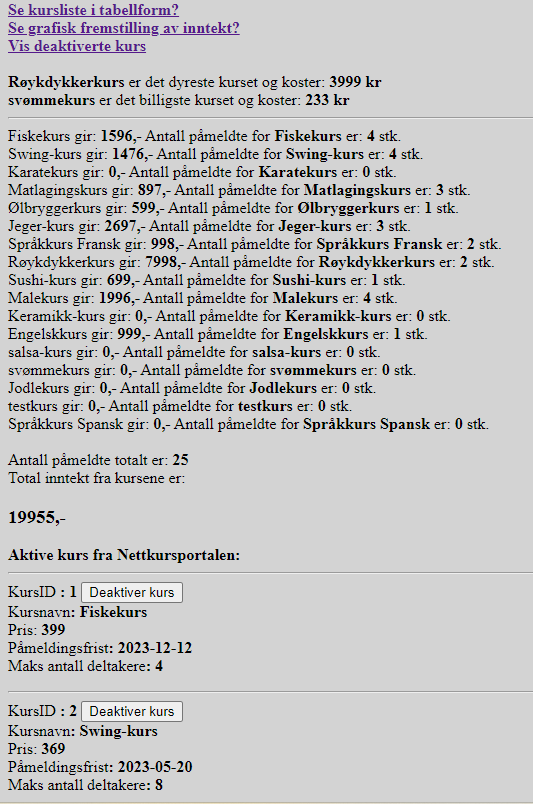 Se kursliste i tabellform?
Se grafisk fremstilling av inntekt?
Vis deaktiverte kurs
Røykdykkerkurs er det dyreste kurset og koster: 3999 kr
svømmekurs er det billigste kurset og koster: 233 kr
Fiskekurs gir: 1596,- Antall påmeldte for Fiskekurs er: 4 stk.
Swing-kurs gir: 1476,- Antall påmeldte for Swing-kurs er: 4 stk.
Karatekurs gir: 0,- Antall påmeldte for Karatekurs er: 0 stk.
Matlagingskurs gir: 897,- Antall påmeldte for Matlagingskurs er: 3 stk.
Ølbryggerkurs gir: 599,- Antall påmeldte for Ølbryggerkurs er: 1 stk.
Jeger-kurs gir: 2697,- Antall påmeldte for Jeger-kurs er: 3 stk.
Språkkurs Fransk gir: 998,- Antall påmeldte for Språkkurs Fransk er: 2 stk.
Røykdykkerkurs gir: 7998,- Antall påmeldte for Røykdykkerkurs er: 2 stk.
Sushi-kurs gir: 699,- Antall påmeldte for Sushi-kurs er: 1 stk.
Malekurs gir: 1996,- Antall påmeldte for Malekurs er: 4 stk.
Keramikk-kurs gir: 0,- Antall påmeldte for Keramikk-kurs er: 0 stk.
Engelskkurs gir: 999,- Antall påmeldte for Engelskkurs er: 1 stk.
salsa-kurs gir: 0,- Antall påmeldte for salsa-kurs er: 0 stk.
svømmekurs gir: 0,- Antall påmeldte for svømmekurs er: 0 stk.
Jodlekurs gir: 0,- Antall påmeldte for Jodlekurs er: 0 stk.
testkurs gir: 0,- Antall påmeldte for testkurs er: 0 stk.
Språkkurs Spansk gir: 0,- Antall påmeldte for Språkkurs Spansk er: 0 stk.
Antall påmeldte totalt er: 25
Total inntekt fra kursene er:
19955,-
Aktive kurs fra Nettkursportalen:
KursID : 1 Deaktiver kurs
Kursnavn: Fiskekurs
Pris: 399
Påmeldingsfrist: 2023-12-12
Maks antall deltakere: 4
KursID : 2 Deaktiver kurs
Kursnavn: Swing-kurs
Pris: 369
Påmeldingsfrist: 2023-05-20
Maks antall deltakere: 8